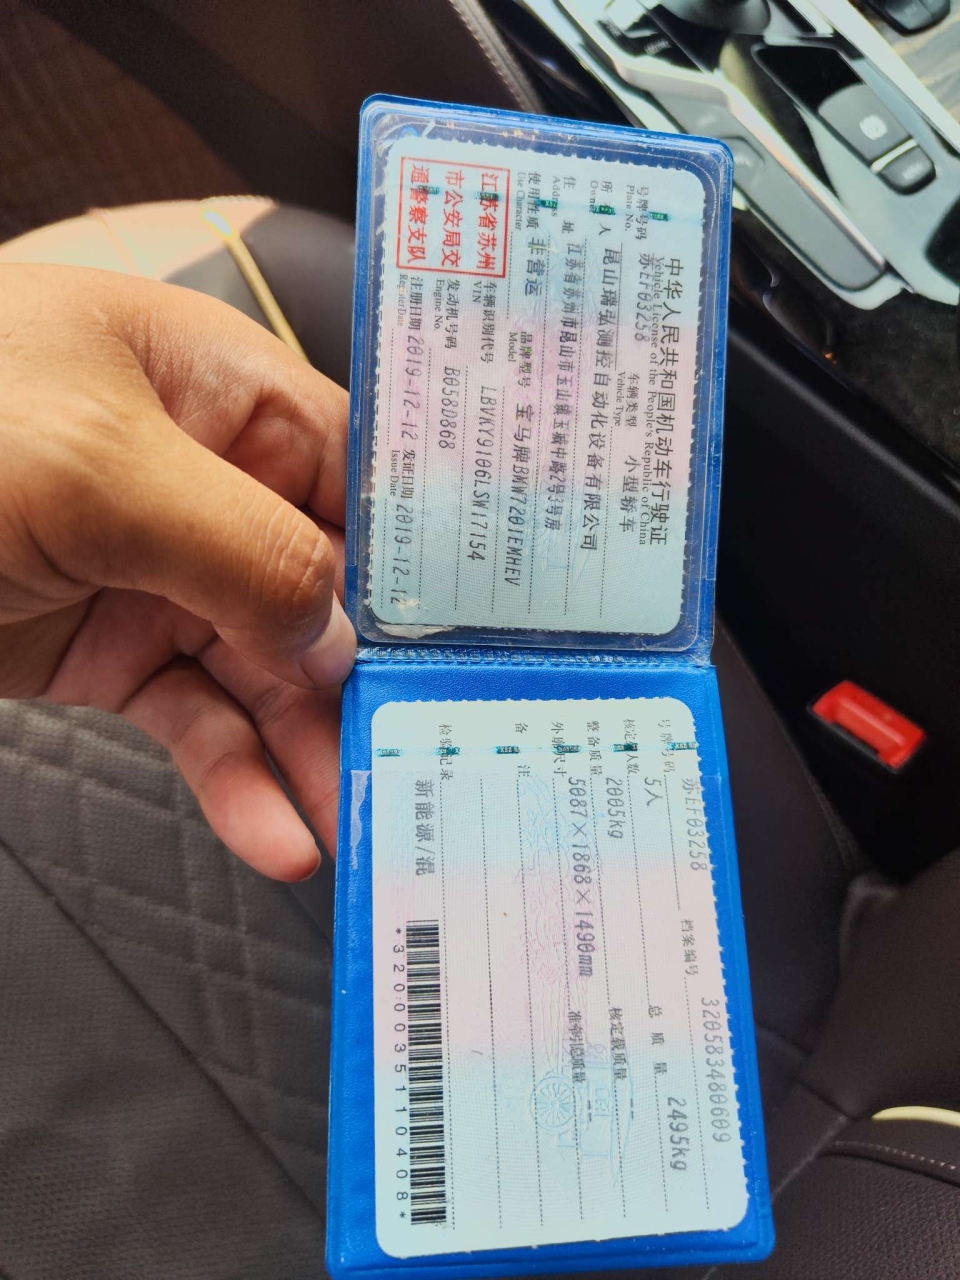 中华人民共和国机动车行驶证
Vehicle License of the People's Republic of China
号牌号码 苏EF03258 车辆类型 小型轿车
Plate No. Vehicle Type
所有人 昆山瑞弘测控自动化设备有限公司
Owner
住址 江苏省苏州市昆山市玉山镇玉城中路2号3号房
Address
使用性质 非营运 品牌型号 宝马牌BMW7201EMHEV
Use Character Model
江苏省苏州
市公安局交
通警察支队
车辆识别代号 LBVKY9106LSW17154
VIN
发动机号码 B058D868
Engine No.
注册日期 2019-12-12 发证日期 2019-12-12
Register Date Issue Date
号牌号码 苏EF03258 档案编号 320583480609
核定人数 5人 总质量 2495kg
整备质量 2005kg 核定载质量 --
外廓尺寸 5087×1868×1490mm 准牵引总质量 --
备注
检验记录 新能源/混
*3200035110408*